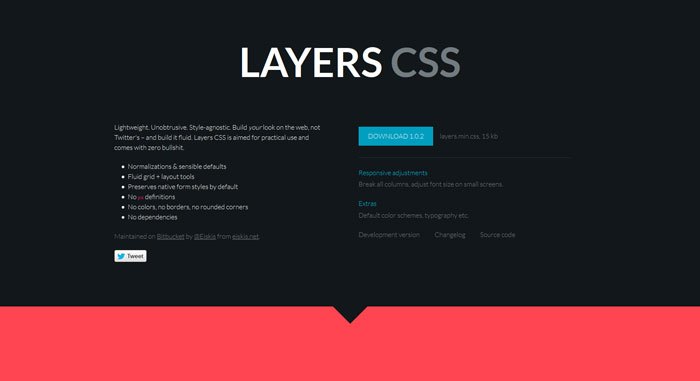 LAYERS CSS
Lightweight. Unobtrusive. Style-agnostic. Build your look on the web, not
Twitter's – and build it fluid. Layers CSS is aimed for practical use and
comes with zero bullshit.
• Normalizations & sensible defaults
• Fluid grid + layout tools
• Preserves native form styles by default
• No px definitions
• No colors, no borders, no rounded corners
• No dependencies
Maintained on Bitbucket by @Eiskis from eiskis.net.
Tweet
DOWNLOAD 1.0.2 layers.min.css, 15 kb
Responsive adjustments
Break all columns, adjust font size on small screens.
Extras
Default color schemes, typography etc.
Development version Changelog Source code